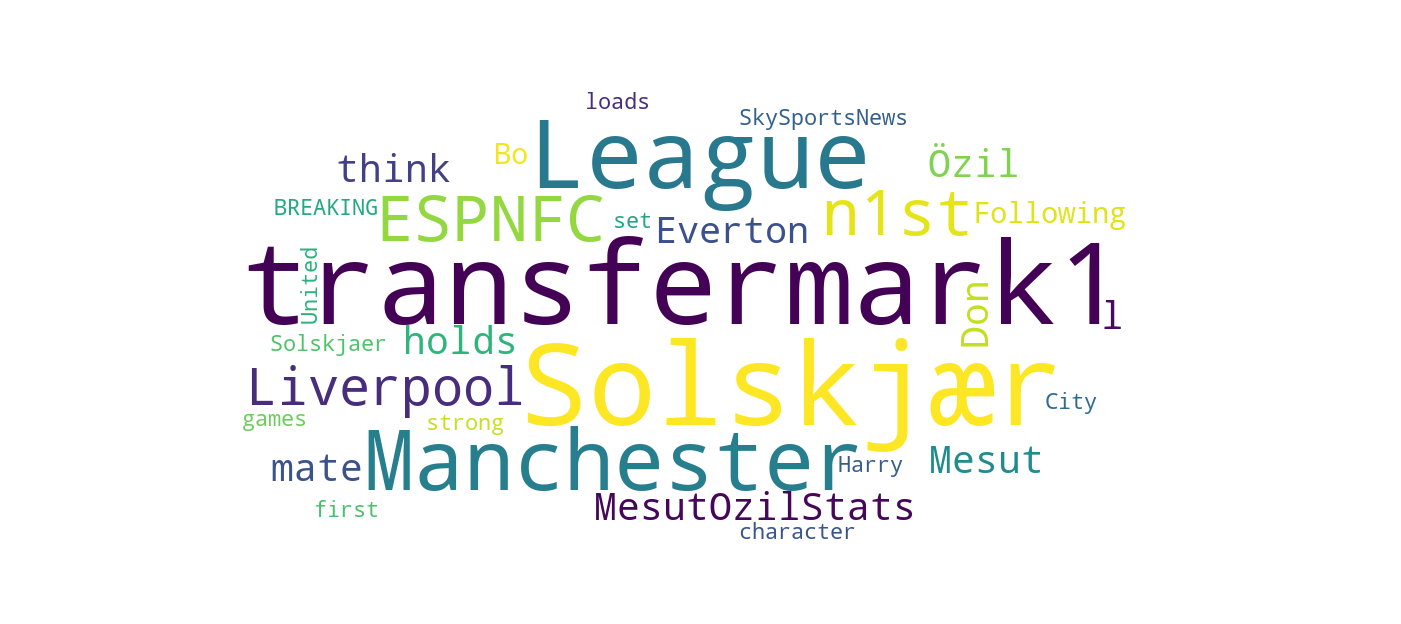 loads
SkySportsNews
League
Bo
think
Özil
BREAKING
ESPNFC
set
Everton
n1st
Following
transfermark1
United
Don
l
Solskjaer
holds
Solskjær
Liverpool
City
games
strong
Manchester
mate
Harry
Mesut
first
MesutOzilStats
character